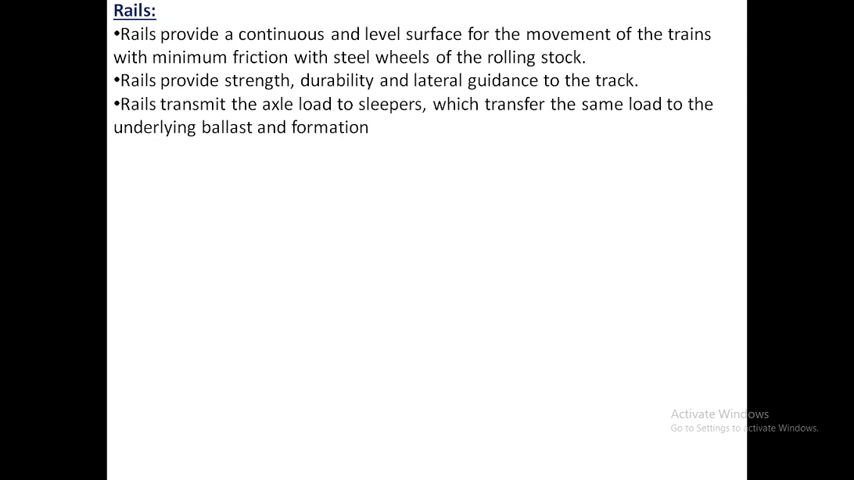 Rails:
•Rails provide a continuous and level surface for the movement of the trains
with minimum friction with steel wheels of the rolling stock.
•Rails provide strength, durability and lateral guidance to the track.
•Rails transmit the axle load to sleepers, which transfer the same load to the
underlying ballast and formation
Activate Windows
Go to Settings to activate Windows.